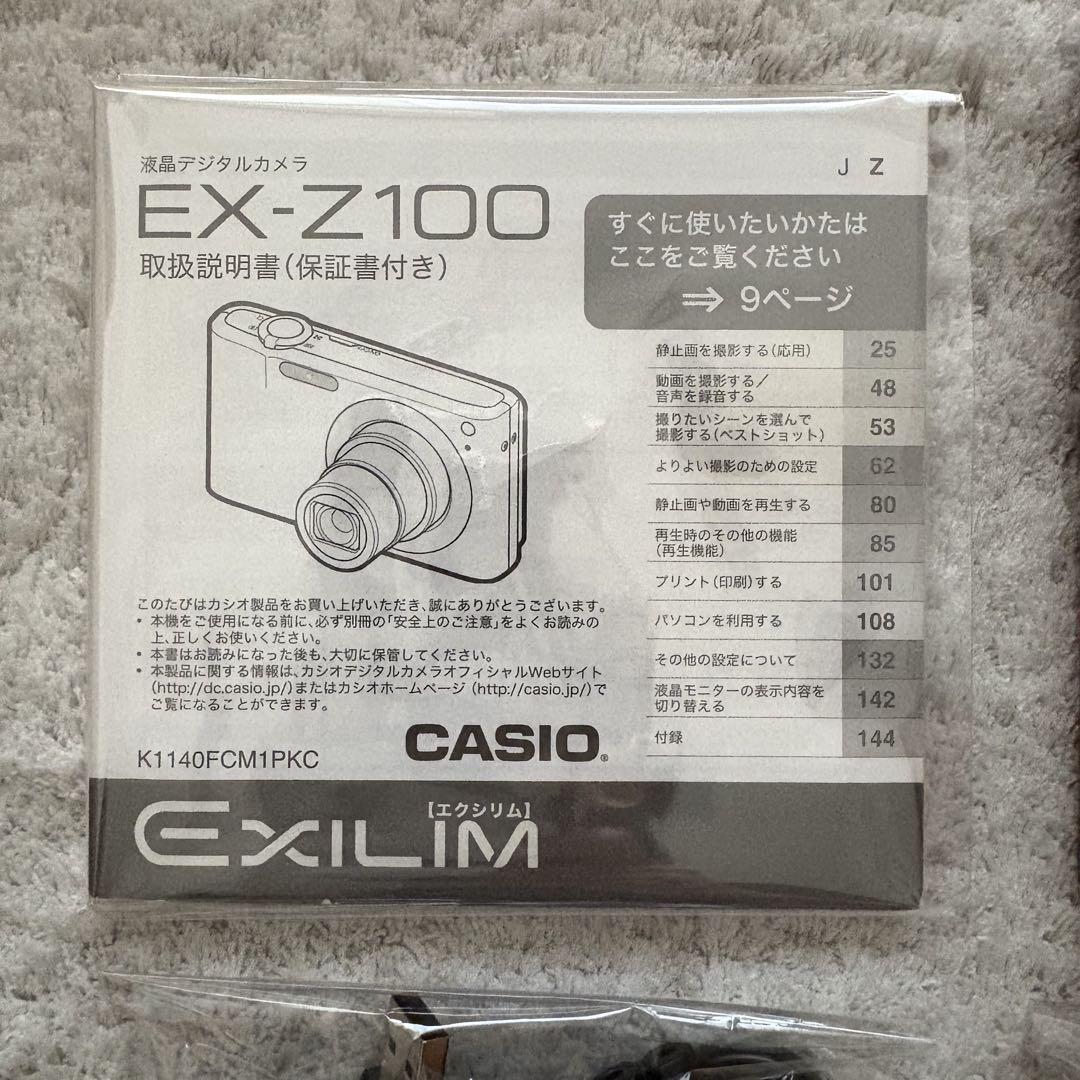 液晶デジタルカメラ
J Z
EX-Z100
取扱説明書(保証書付き)
すぐに使いたいかたは
ここをご覧ください
⇒ 9ページ
静止画を撮影する(応用) 25
動画を撮影する/
音声を録音する 48
撮りたいシーンを選んで
撮影する(ベストショット) 53
よりよい撮影のための設定 62
静止画や動画を再生する 80
再生時のその他の機能
(再生機能) 85
プリント(印刷)する 101
パソコンを利用する 108
その他の設定について 132
液晶モニターの表示内容を
切り替える 142
付録 144
このたびはカシオ製品をお買い上げいただき、誠にありがとうございます。
• 本機をご使用になる前に、必ず別冊の「安全上のご注意」をよくお読みの
上、正しくお使いください。
• 本書はお読みになった後も、大切に保管してください。
• 本製品に関する情報は、カシオデジタルカメラオフィシャルWebサイト
(http://dc.casio.jp/)またはカシオホームページ (http://casio.jp/)で
ご覧になることができます。
K1140FCM1PKC
CASIO®
【エクシリム】
EXILIM